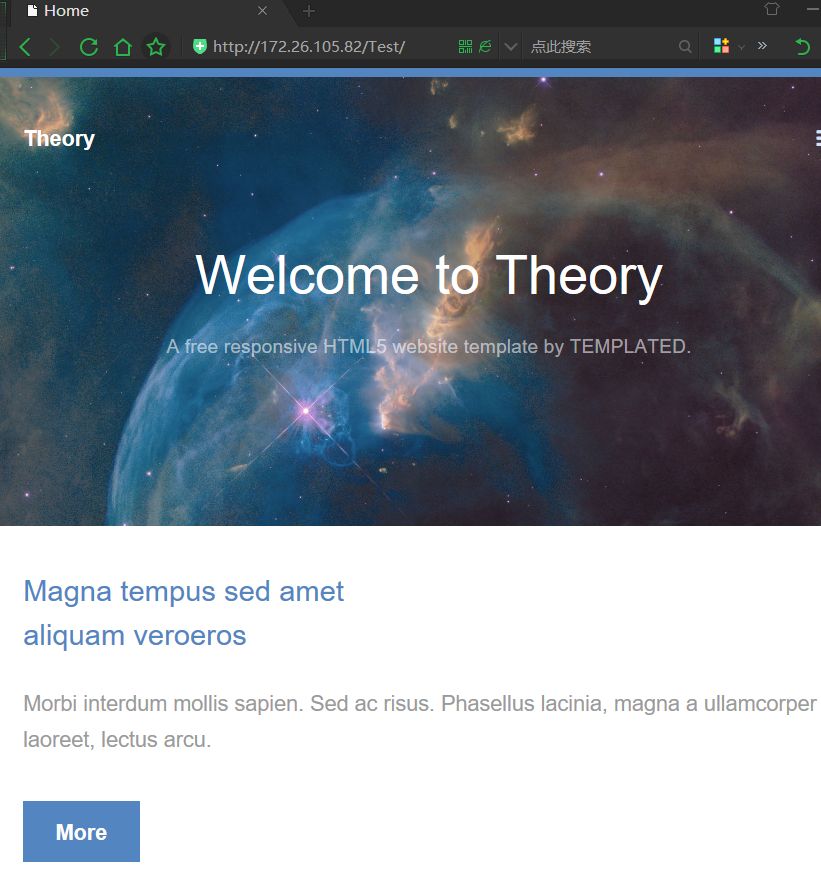 Home
http://172.26.105.82/Test/
点此搜索
Theory
Welcome to Theory
A free responsive HTML5 website template by TEMPLATED.
Magna tempus sed amet
aliquam veroeros
Morbi interdum mollis sapien. Sed ac risus. Phasellus lacinia, magna a ullamcorper
laoreet, lectus arcu.
More